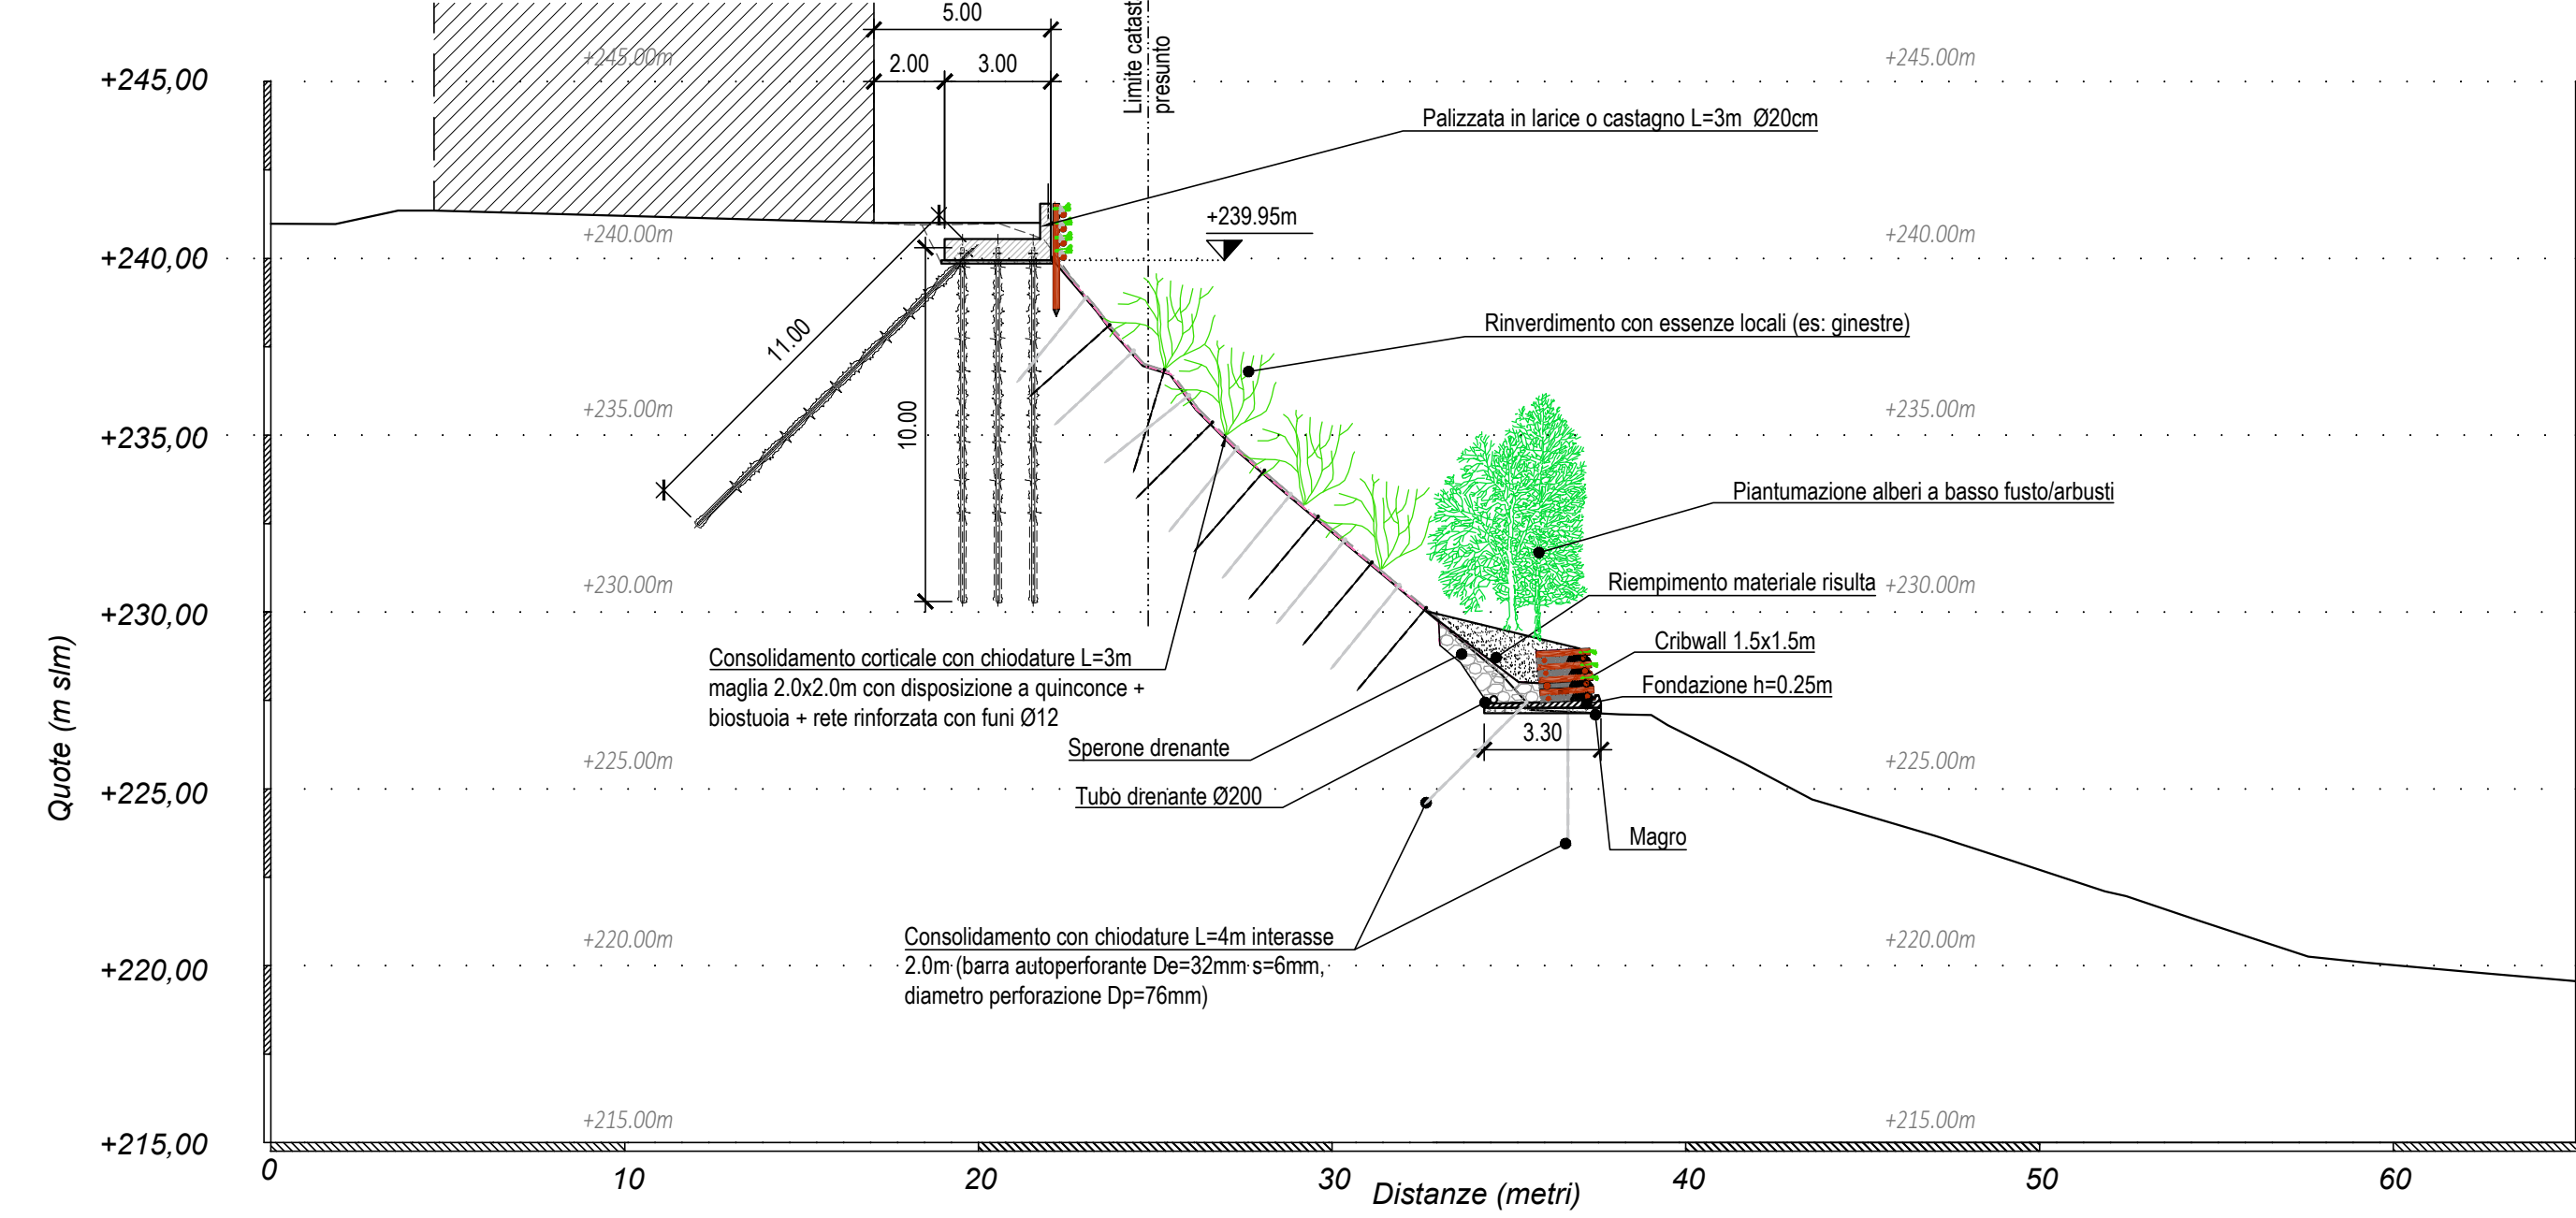 5.00
2.00
3.00
Limite catast
presunto
+245,00
+245.00m
+245.00m
Palizzata in larice o castagno L=3m Ø20cm
+239.95m
+240.00m
+240.00m
+240,00
11.00
Rinverdimento con essenze locali (es: ginestre)
10.00
+235.00m
+235.00m
+235,00
Piantumazione alberi a basso fusto/arbusti
+230.00m
Riempimento materiale risulta
+230.00m
+230,00
Cribwall 1.5x1.5m
Consolidamento corticale con chiodature L=3m
maglia 2.0x2.0m con disposizione a quinconce +
biostuoia + rete rinforzata con funi Ø12
Fondazione h=0.25m
3.30
Sperone drenante
+225.00m
+225.00m
+225,00
Tubo drenante Ø200
Magro
Quote (m slm)
Consolidamento con chiodature L=4m interasse
2.0m (barra autoperforante De=32mm s=6mm,
diametro perforazione Dp=76mm)
+220.00m
+220.00m
+220,00
+215.00m
+215.00m
+215,00
0
10
20
30
40
50
60
Distanze (metri)